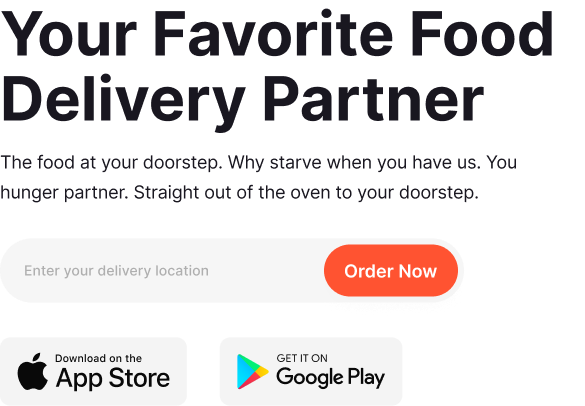 Your Favorite Food
Delivery Partner
The food at your doorstep. Why starve when you have us. You
hunger partner. Straight out of the oven to your doorstep.
Enter your delivery location
Order Now
Download on the
App Store
GET IT ON
Google Play